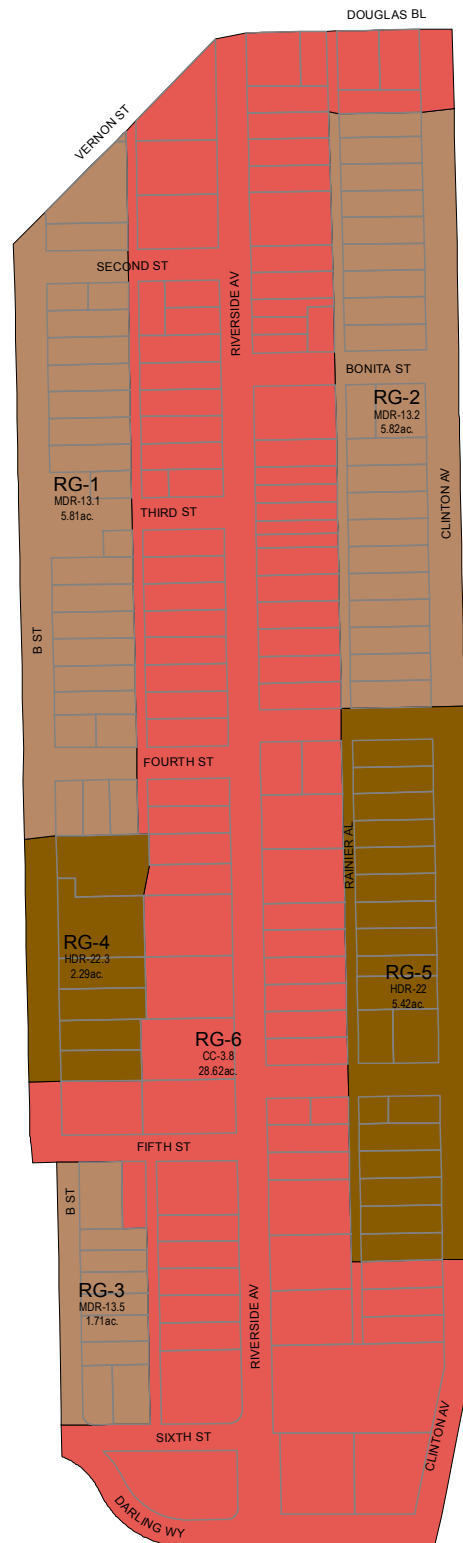 DOUGLAS BL
VERNON ST
SECOND ST
RIVERSIDE AV
BONITA ST
RG-2
MDR-13.2
5.82ac.
RG-1
MDR-13.1
5.81ac.
CLINTON AV
THIRD ST
B ST
FOURTH ST
RAINIER AL
RG-4
HDR-22.3
2.29ac.
RG-5
HDR-22
5.42ac.
RG-6
CC-3.8
28.62ac.
FIFTH ST
B ST
RG-3
MDR-13.5
1.71ac.
RIVERSIDE AV
SIXTH ST
CLINTON AV
DARLING WY